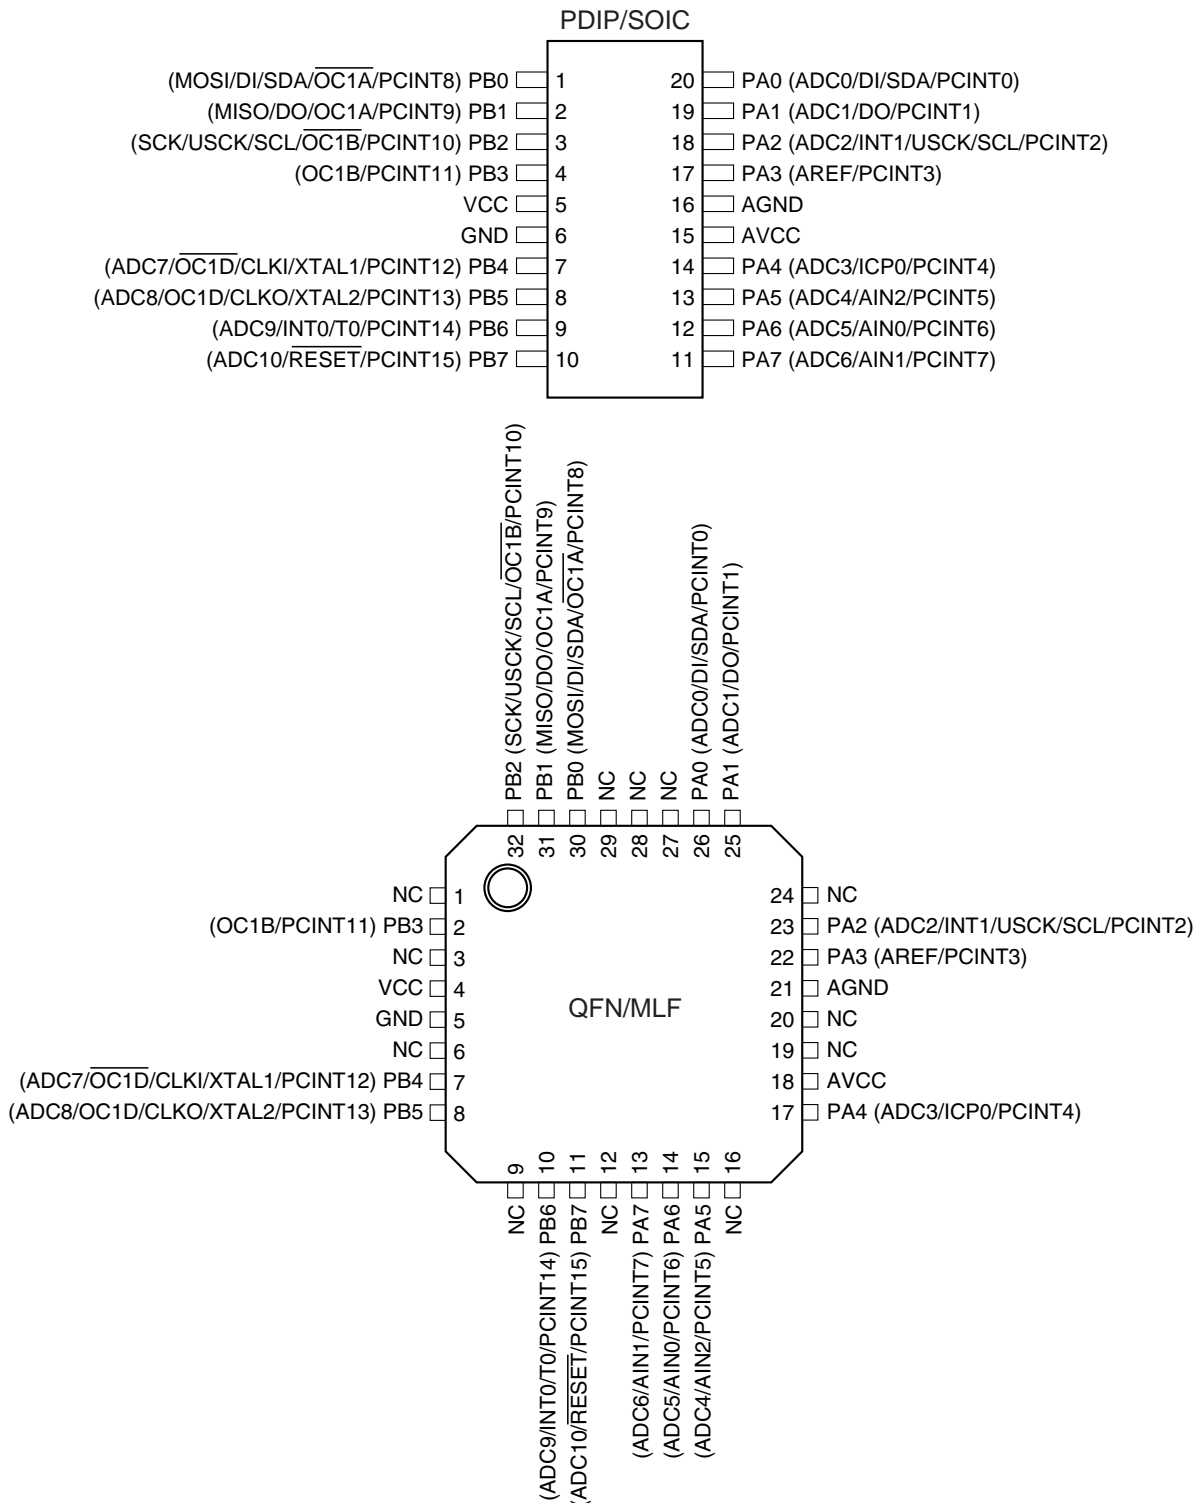 PDIP/SOIC
(MOSI/DI/SDA/O̅C̅1̅A̅/PCINT8) PB0 1 20 PA0 (ADC0/DI/SDA/PCINT0)
(MISO/DO/OC1A/PCINT9) PB1 2 19 PA1 (ADC1/DO/PCINT1)
(SCK/USCK/SCL/O̅C̅1̅B̅/PCINT10) PB2 3 18 PA2 (ADC2/INT1/USCK/SCL/PCINT2)
(OC1B/PCINT11) PB3 4 17 PA3 (AREF/PCINT3)
VCC 5 16 AGND
GND 6 15 AVCC
(ADC7/O̅C̅1̅D̅/CLKI/XTAL1/PCINT12) PB4 7 14 PA4 (ADC3/ICP0/PCINT4)
(ADC8/OC1D/CLKO/XTAL2/PCINT13) PB5 8 13 PA5 (ADC4/AIN2/PCINT5)
(ADC9/INT0/T0/PCINT14) PB6 9 12 PA6 (ADC5/AIN0/PCINT6)
(ADC10/R̅E̅S̅E̅T̅/PCINT15) PB7 10 11 PA7 (ADC6/AIN1/PCINT7)
32 PB2 (SCK/USCK/SCL/O̅C̅1̅B̅/PCINT10)
31 PB1 (MISO/DO/OC1A/PCINT9)
30 PB0 (MOSI/DI/SDA/O̅C̅1̅A̅/PCINT8)
29 NC
28 NC
27 NC
26 PA0 (ADC0/DI/SDA/PCINT0)
25 PA1 (ADC1/DO/PCINT1)
NC 1 24 NC
(OC1B/PCINT11) PB3 2 23 PA2 (ADC2/INT1/USCK/SCL/PCINT2)
NC 3 22 PA3 (AREF/PCINT3)
VCC 4 21 AGND
QFN/MLF
GND 5 20 NC
NC 6 19 NC
(ADC7/O̅C̅1̅D̅/CLKI/XTAL1/PCINT12) PB4 7 18 AVCC
(ADC8/OC1D/CLKO/XTAL2/PCINT13) PB5 8 17 PA4 (ADC3/ICP0/PCINT4)
NC 9
(ADC9/INT0/T0/PCINT14) PB6 10
(ADC10/R̅E̅S̅E̅T̅/PCINT15) PB7 11
NC 12
(ADC6/AIN1/PCINT7) PA7 13
(ADC5/AIN0/PCINT6) PA6 14
(ADC4/AIN2/PCINT5) PA5 15
NC 16